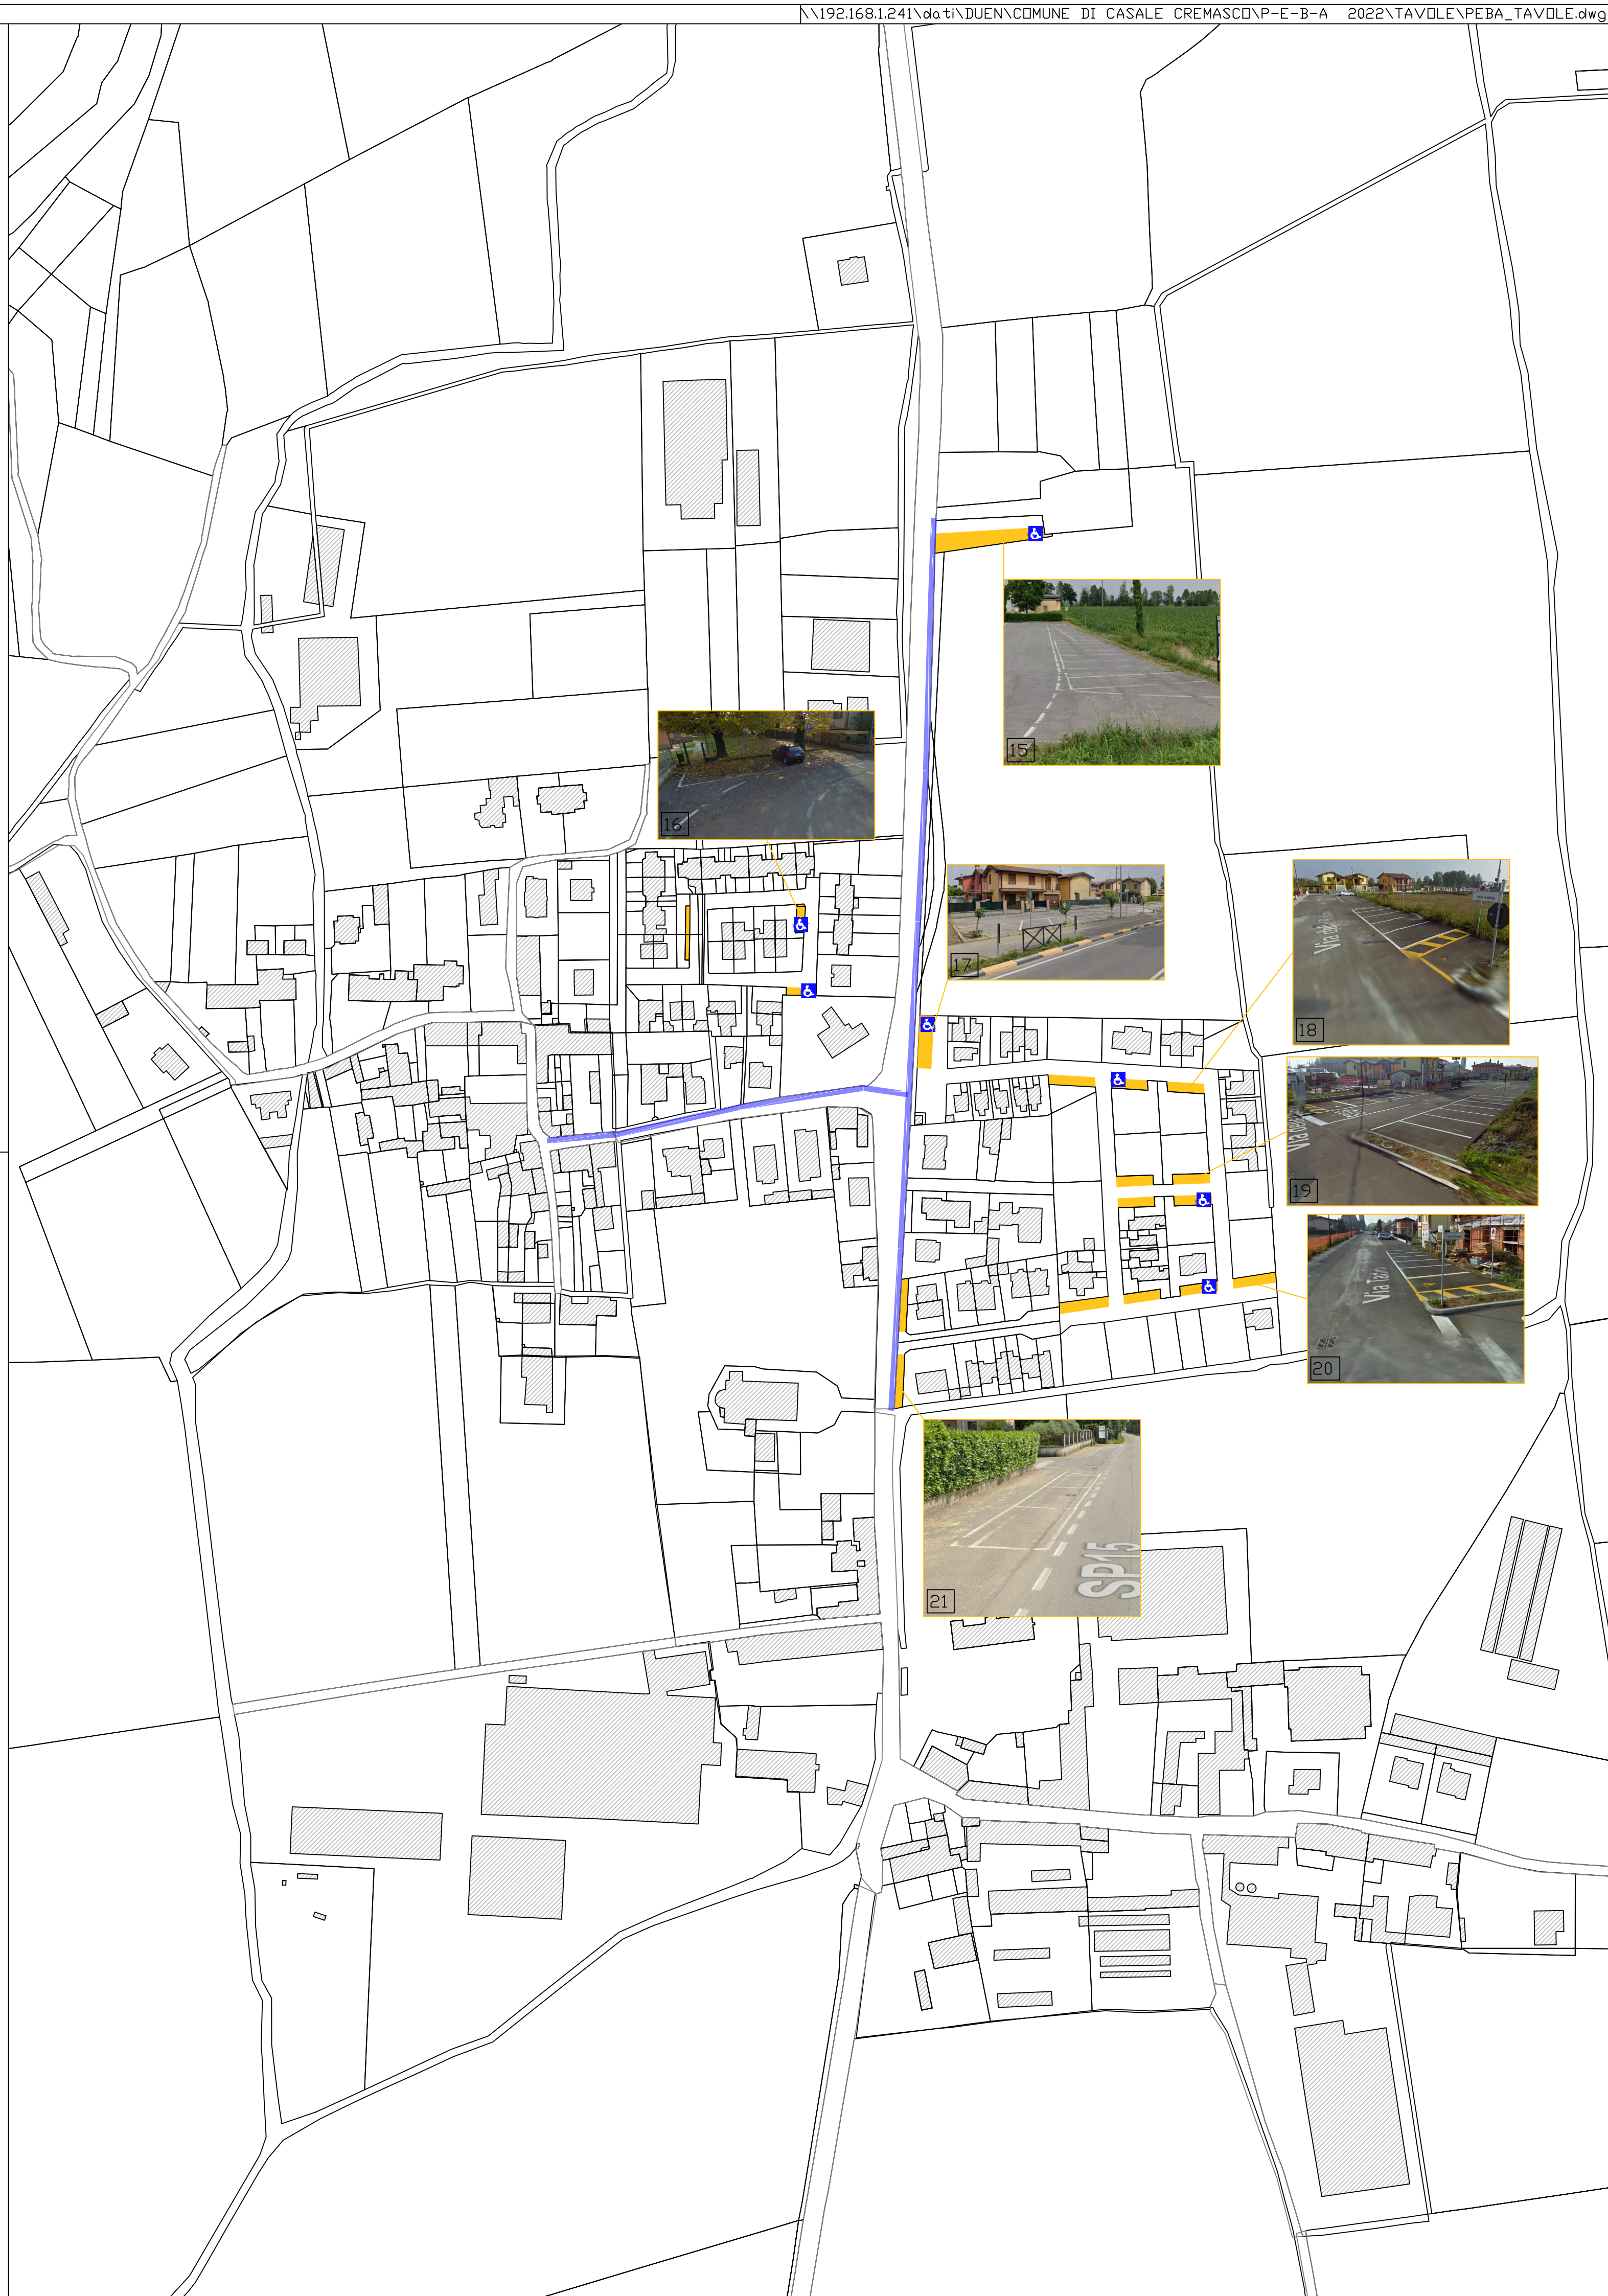 \\192.168.1.241\dati\DUEN\COMUNE DI CASALE CREMASCO\P-E-B-A 2022\TAVOLE\PEBA_TAVOLE.dwg
15
16
17
18
19
Via
20
21
SP15